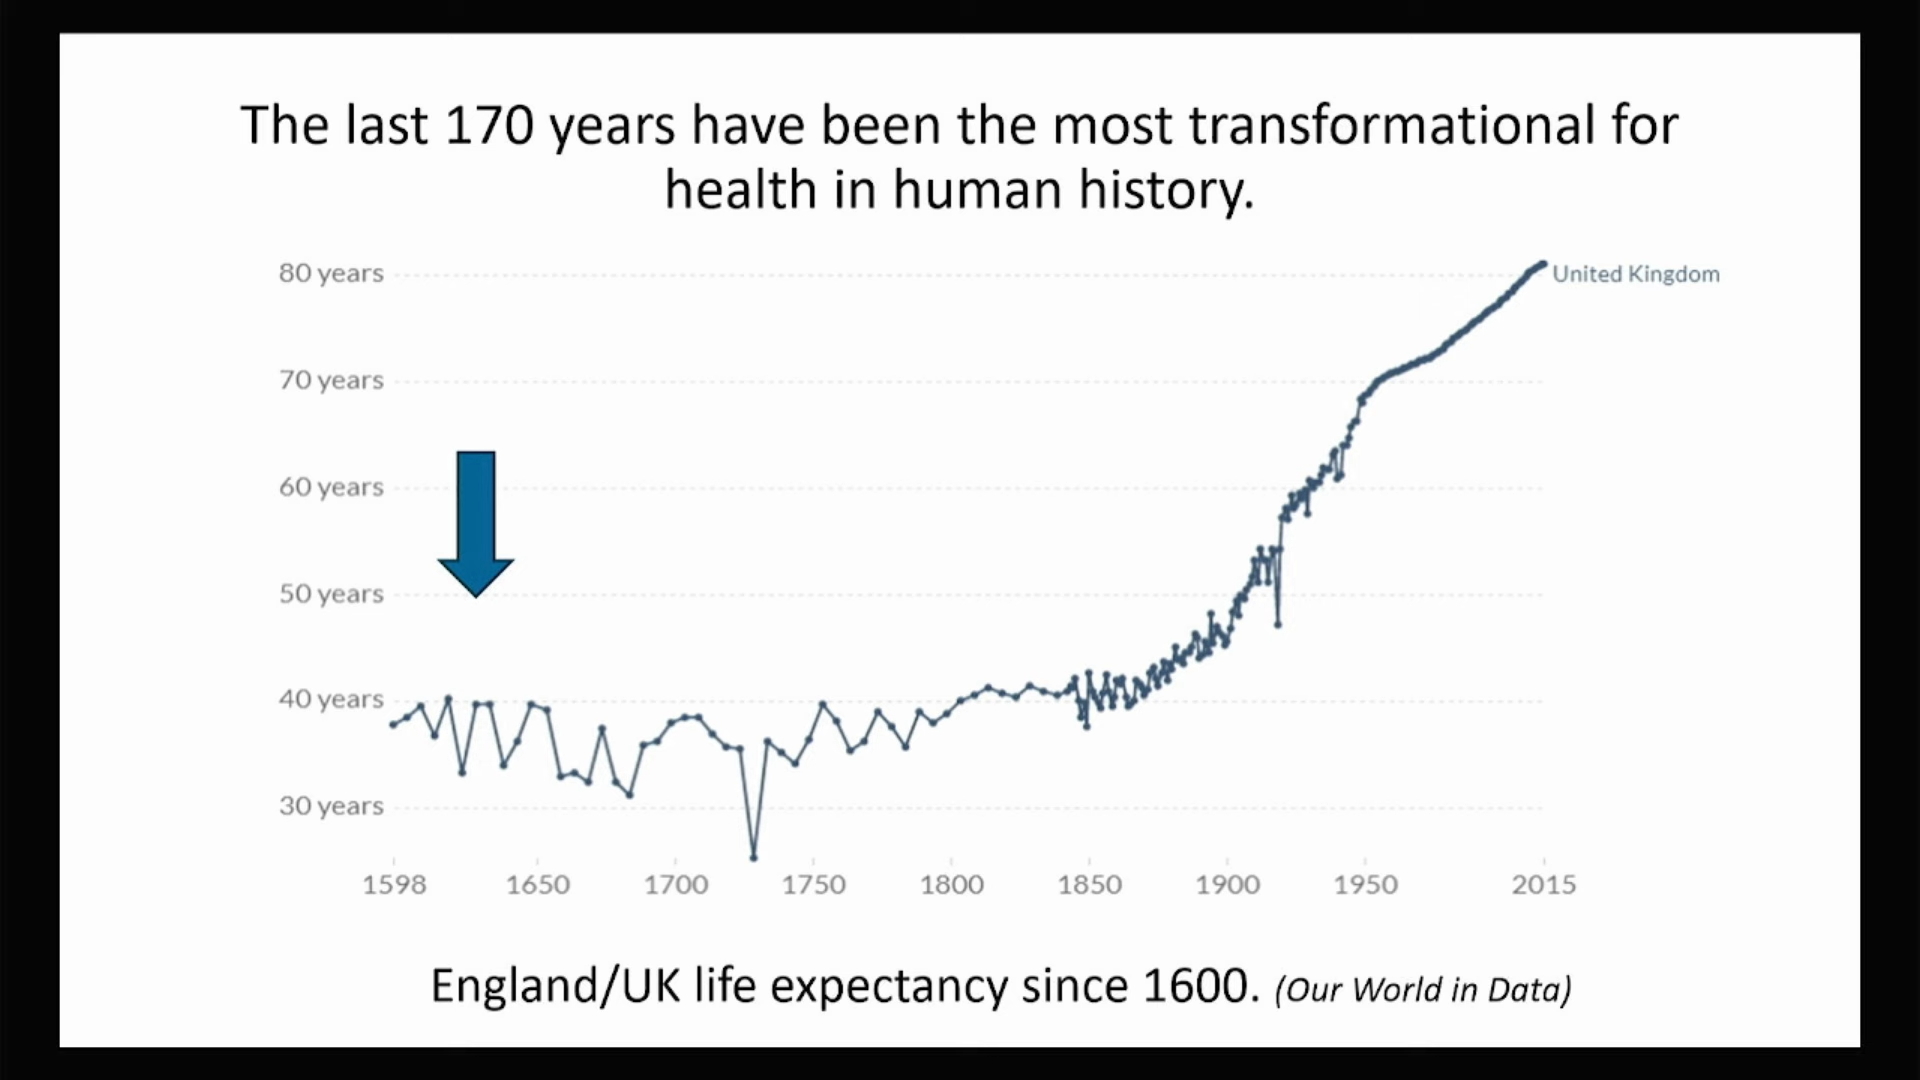 The last 170 years have been the most transformational for
health in human history.
80 years
United Kingdom
70 years
60 years
50 years
40 years
30 years
1598 1650 1700 1750 1800 1850 1900 1950 2015
England/UK life expectancy since 1600. (Our World in Data)